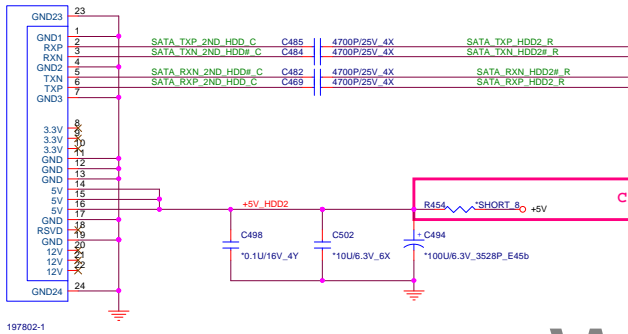 GND23 23
GND1 1
RXP 2 SATA_TXP_2ND_HDD_C C485 4700P/25V_4X SATA_TXP_HDD2_R
RXN 3 SATA_TXN_2ND_HDD#_C C484 4700P/25V_4X SATA_TXN_HDD2#_R
GND2 4
TXN 5 SATA_RXN_2ND_HDD#_C C482 4700P/25V_4X SATA_RXN_HDD2#_R
TXP 6 SATA_RXP_2ND_HDD_C C469 4700P/25V_4X SATA_RXP_HDD2_R
GND3 7
3.3V 8
3.3V 9
3.3V 10
GND 11
GND 12
GND 13
5V 14
5V 15
5V 16 +5V_HDD2 R454 *SHORT_8 +5V C
GND 17
RSVD 18
GND 19
12V 20
12V 21
12V 22
C498 C502 + C494
*0.1U/16V_4Y *10U/6.3V_6X *100U/6.3V_3528P_E45b
GND24 24
197802-1